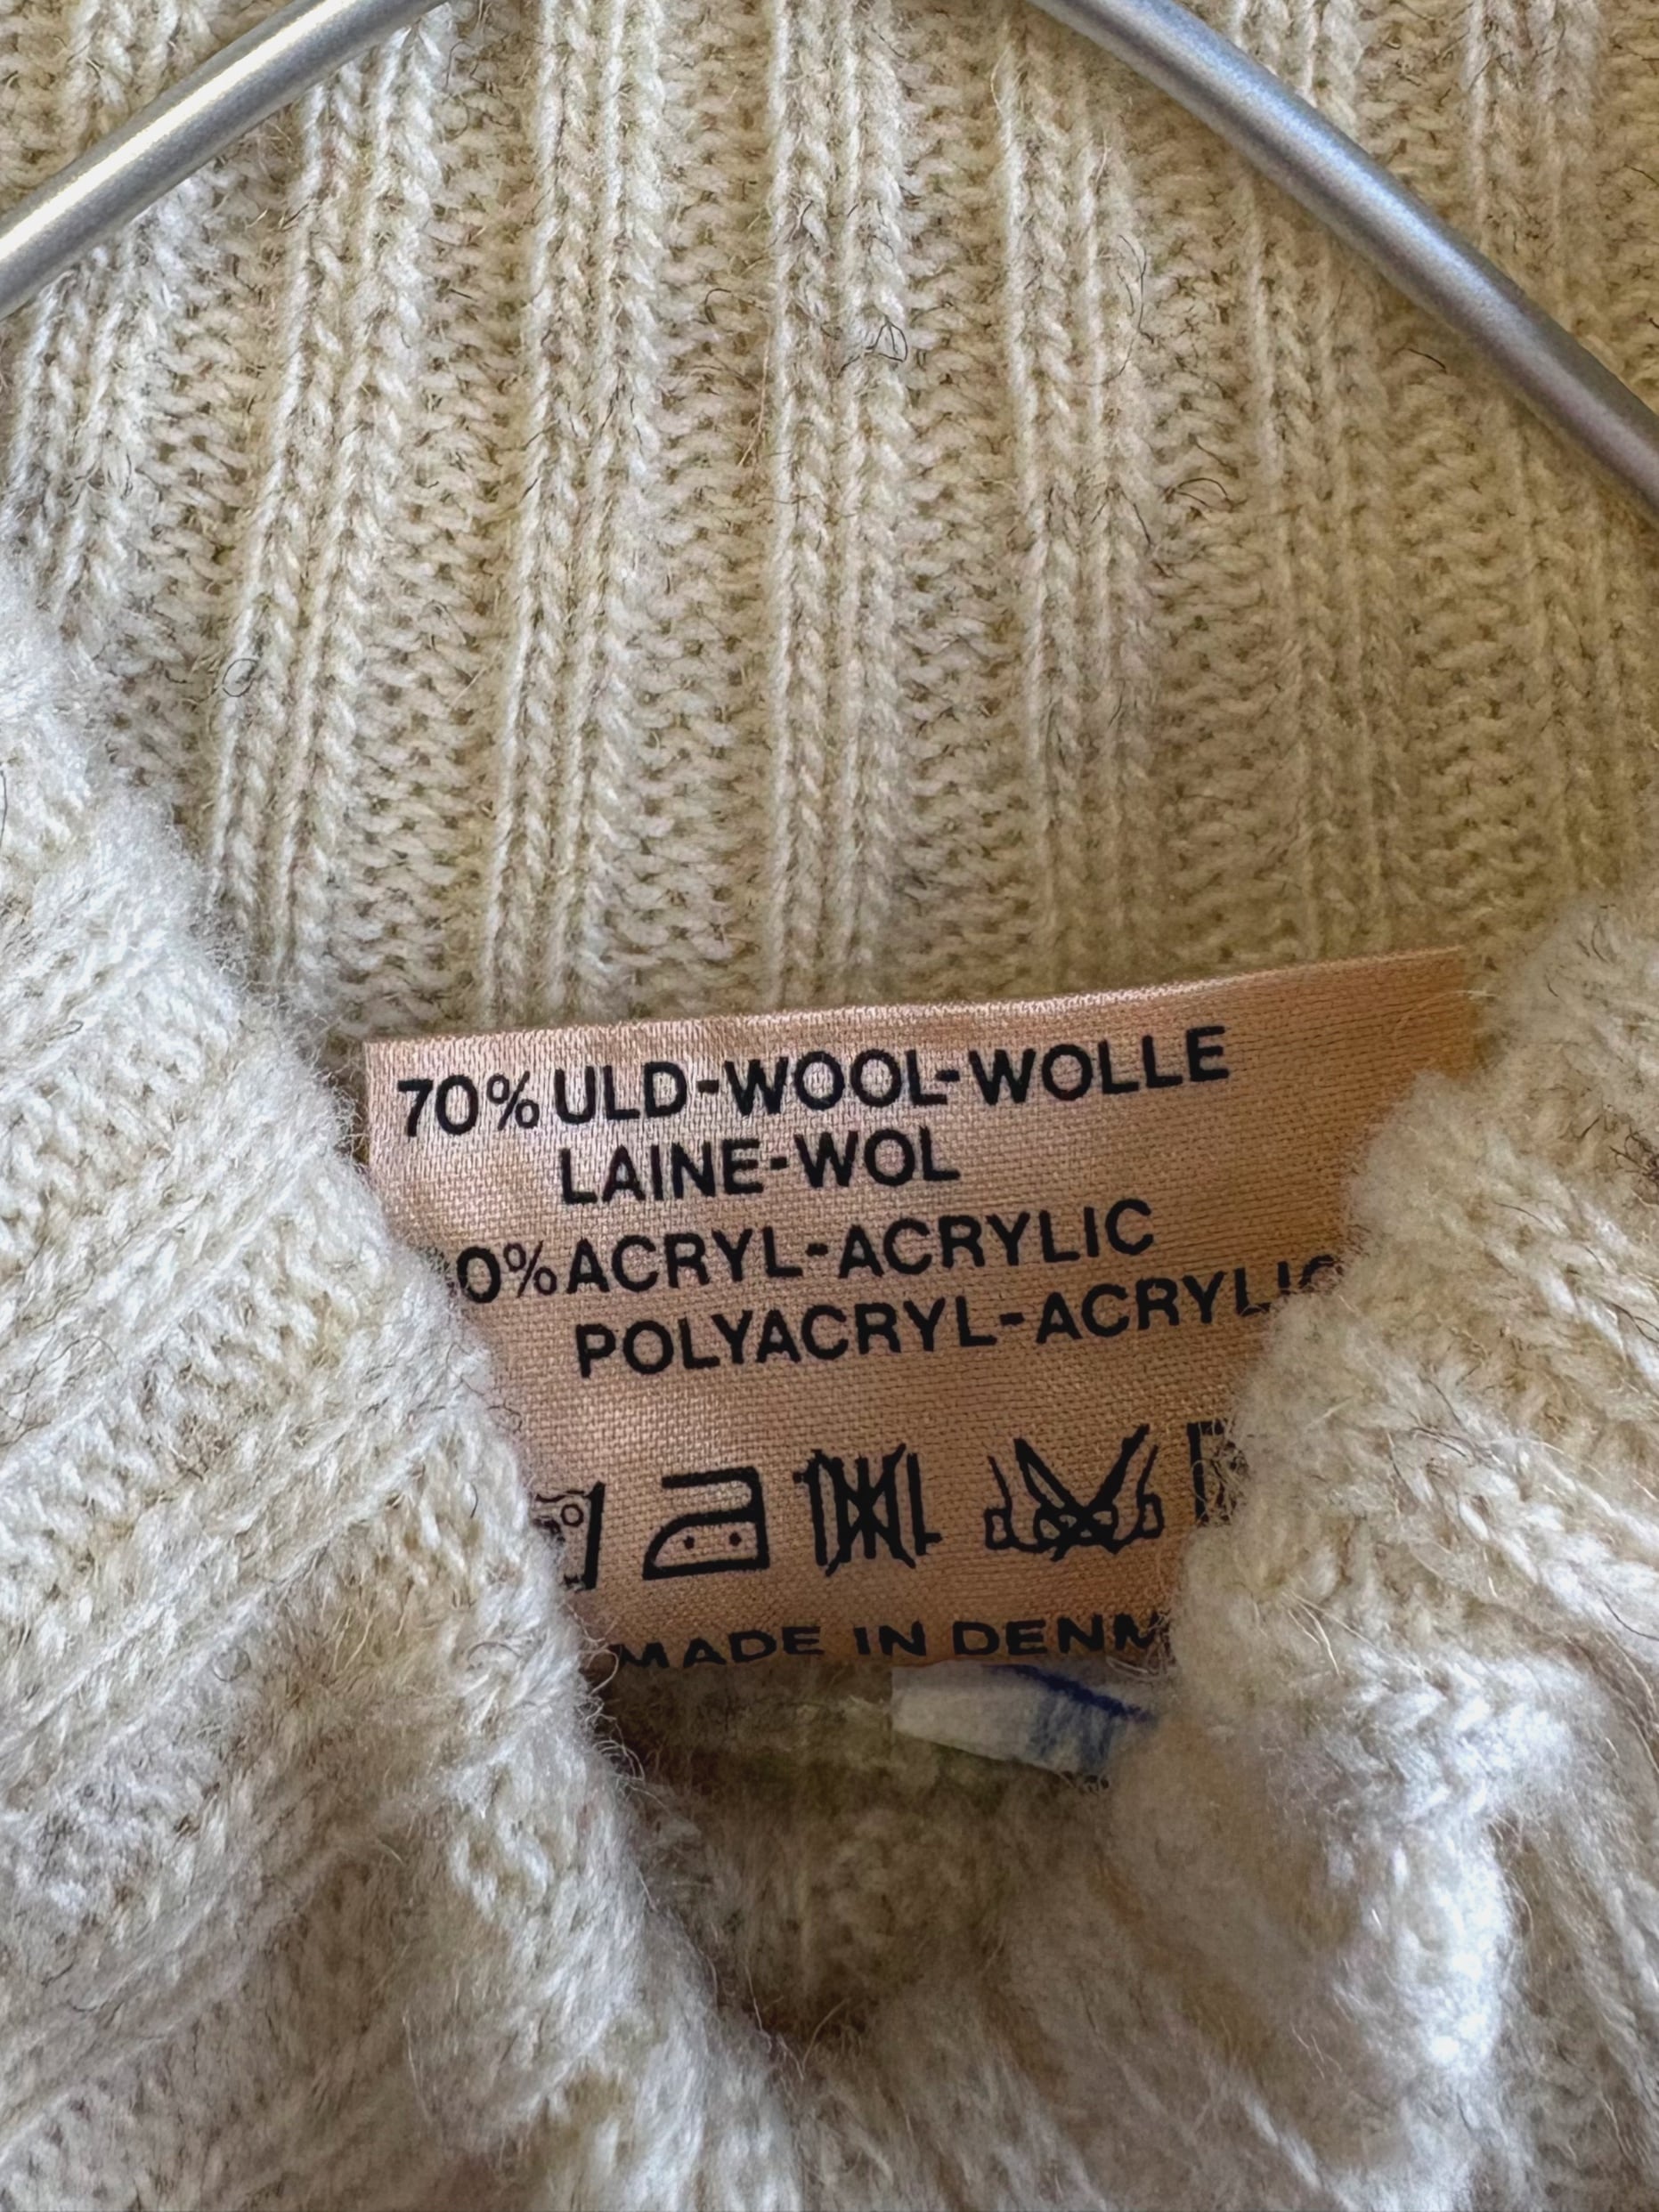 70% ULD-WOOL-WOLLE
LAINE-WOL
0% ACRYL-ACRYLIC
POLYACRYL-ACRYLIC
MADE IN DENM